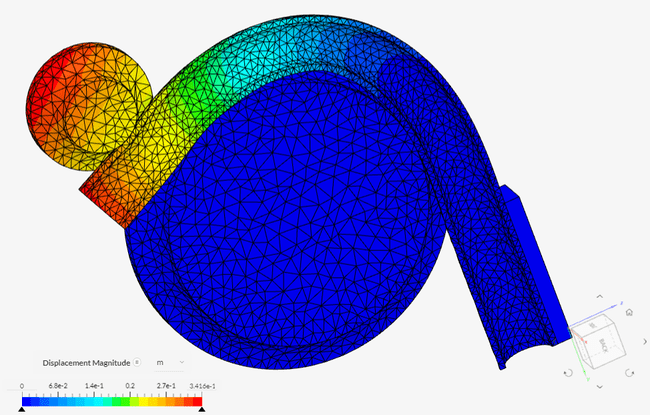 BACK
Displacement Magnitude m
0 6.8e-2 1.4e-1 0.2 2.7e-1 3.416e-1